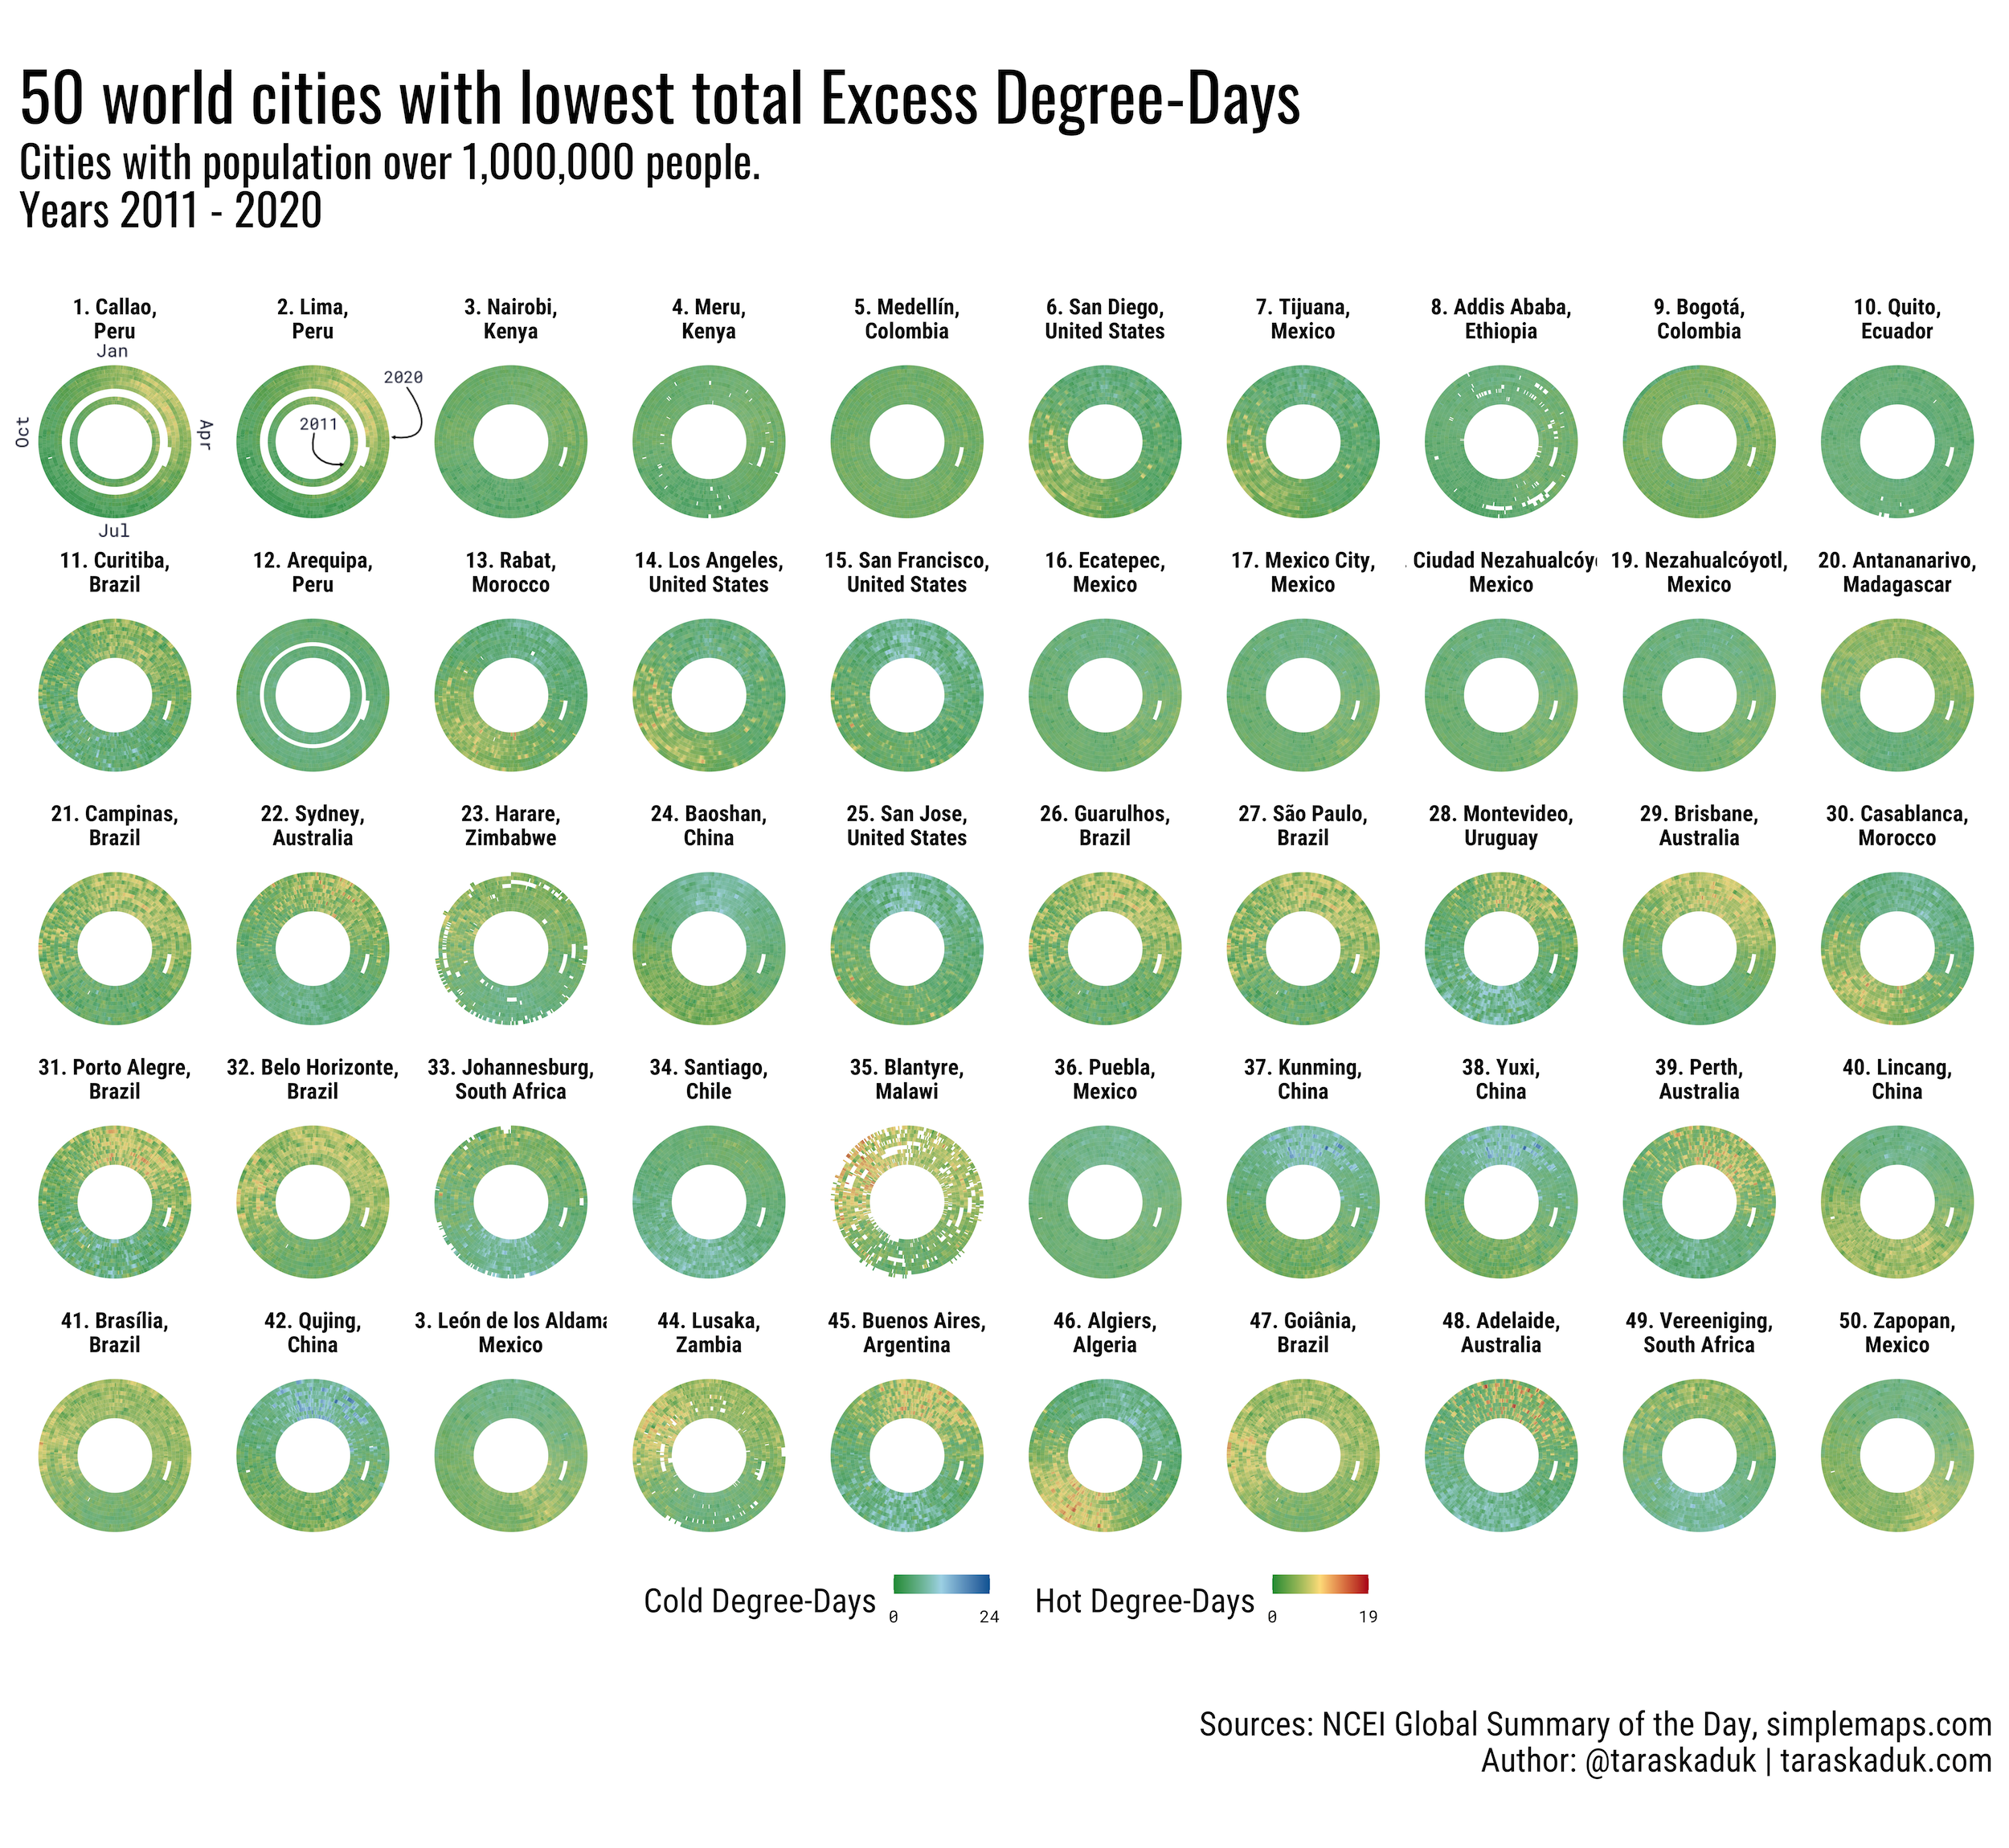 50 world cities with lowest total Excess Degree-Days
Cities with population over 1,000,000 people.
Years 2011 - 2020
1. Callao,
Peru
2. Lima,
Peru
3. Nairobi,
Kenya
4. Meru,
Kenya
5. Medellín,
Colombia
6. San Diego,
United States
7. Tijuana,
Mexico
8. Addis Ababa,
Ethiopia
9. Bogotá,
Colombia
10. Quito,
Ecuador
Jan
Oct
Apr
Jul
2020
2011
11. Curitiba,
Brazil
12. Arequipa,
Peru
13. Rabat,
Morocco
14. Los Angeles,
United States
15. San Francisco,
United States
16. Ecatepec,
Mexico
17. Mexico City,
Mexico
. Ciudad Nezahualcóy
Mexico
19. Nezahualcóyotl,
Mexico
20. Antananarivo,
Madagascar
21. Campinas,
Brazil
22. Sydney,
Australia
23. Harare,
Zimbabwe
24. Baoshan,
China
25. San Jose,
United States
26. Guarulhos,
Brazil
27. São Paulo,
Brazil
28. Montevideo,
Uruguay
29. Brisbane,
Australia
30. Casablanca,
Morocco
31. Porto Alegre,
Brazil
32. Belo Horizonte,
Brazil
33. Johannesburg,
South Africa
34. Santiago,
Chile
35. Blantyre,
Malawi
36. Puebla,
Mexico
37. Kunming,
China
38. Yuxi,
China
39. Perth,
Australia
40. Lincang,
China
41. Brasília,
Brazil
42. Qujing,
China
3. León de los Aldama
Mexico
44. Lusaka,
Zambia
45. Buenos Aires,
Argentina
46. Algiers,
Algeria
47. Goiânia,
Brazil
48. Adelaide,
Australia
49. Vereeniging,
South Africa
50. Zapopan,
Mexico
Cold Degree-Days
0 24
Hot Degree-Days
0 19
Sources: NCEI Global Summary of the Day, simplemaps.com
Author: @taraskaduk | taraskaduk.com